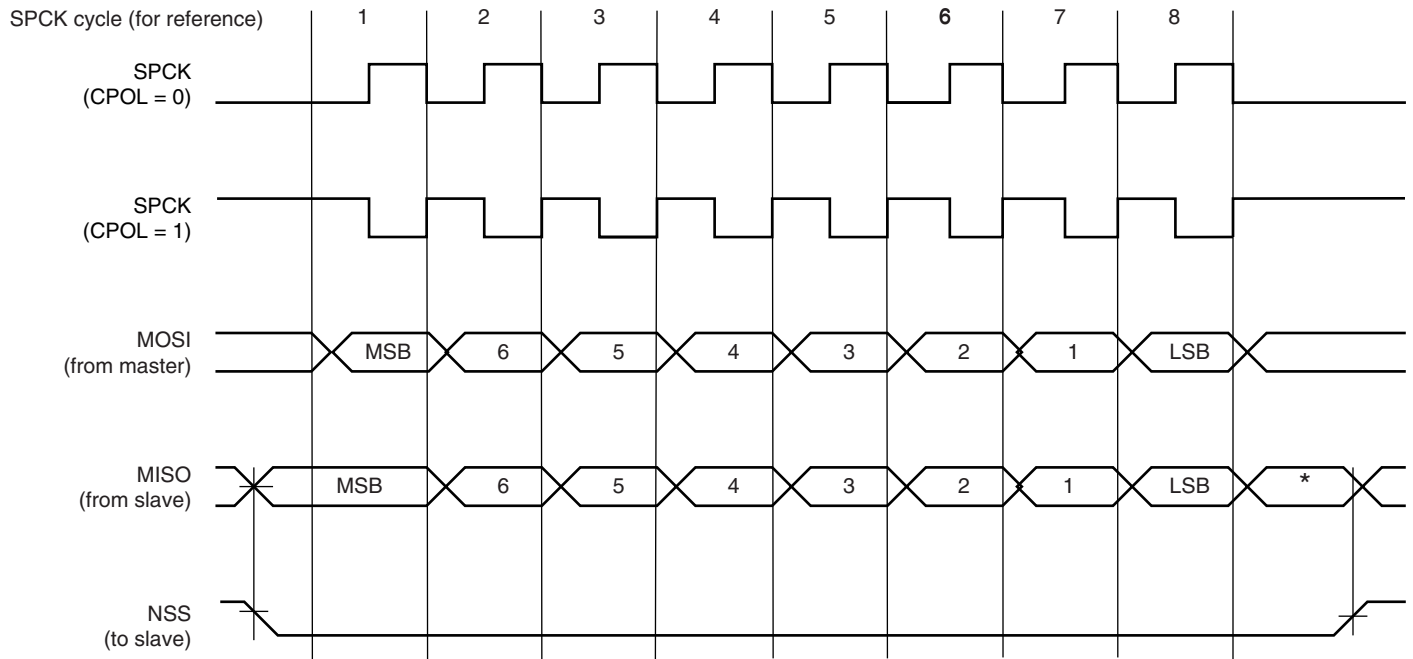 SPCK cycle (for reference) 1 2 3 4 5 6 7 8
SPCK
(CPOL = 0)
SPCK
(CPOL = 1)
MOSI
(from master)
MSB 6 5 4 3 2 1 LSB
MISO
(from slave)
MSB 6 5 4 3 2 1 LSB *
NSS
(to slave)